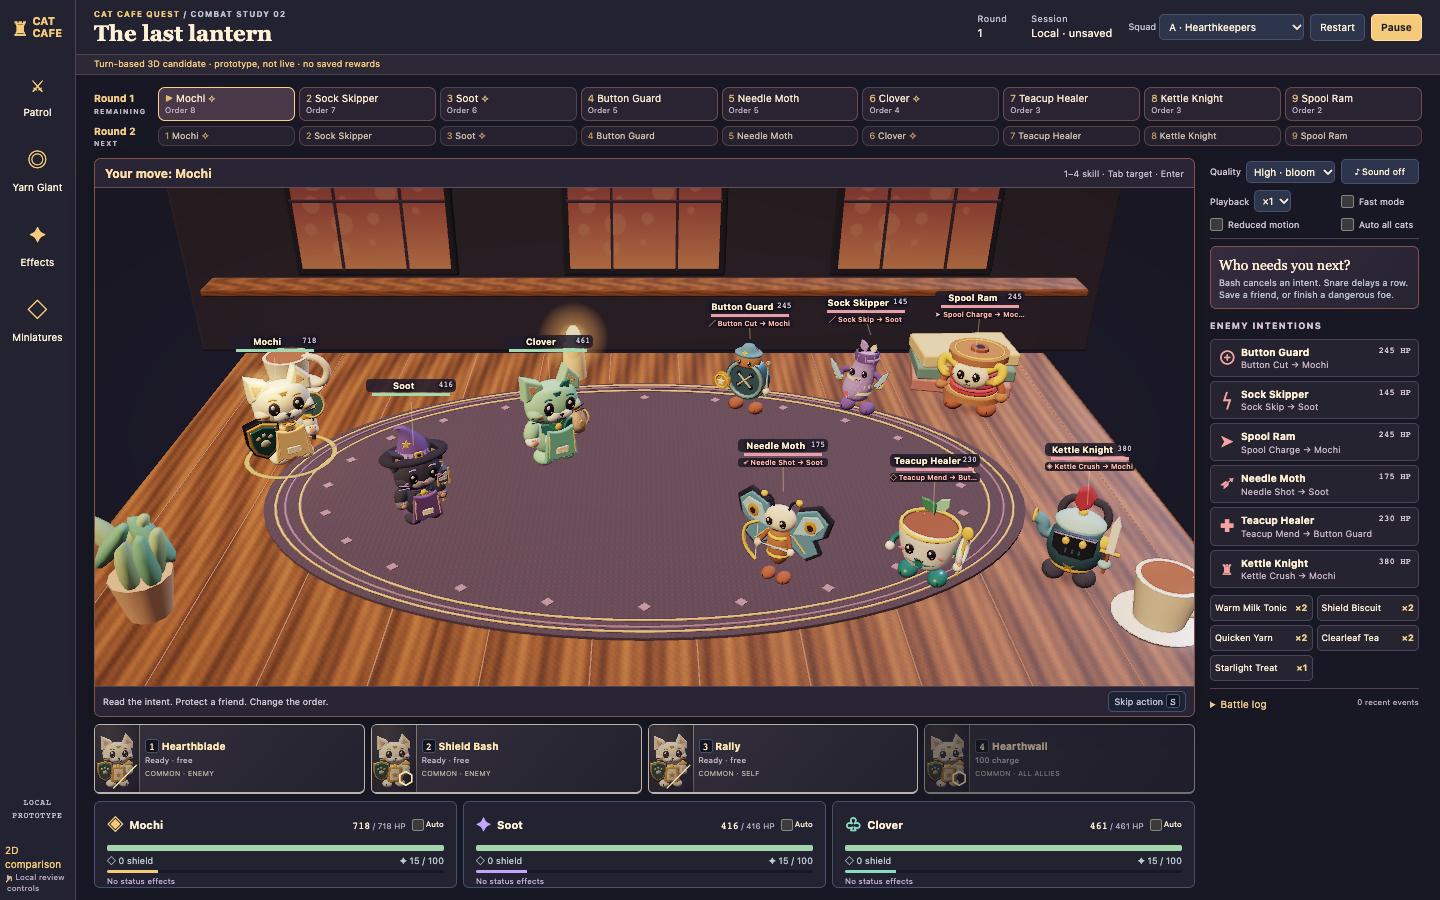 CAT
CAFE
CAT CAFE QUEST / COMBAT STUDY 02
The last lantern
Round
1
Session
Local · unsaved
Squad
A · Hearthkeepers
Restart
Pause
Turn-based 3D candidate · prototype, not live · no saved rewards
Patrol
Yarn Giant
Effects
Miniatures
LOCAL
PROTOTYPE
2D
comparison
Local review
controls
Round 1
REMAINING
Mochi
Order 8
2 Sock Skipper
Order 7
3 Soot
Order 6
4 Button Guard
Order 5
5 Needle Moth
Order 5
6 Clover
Order 4
7 Teacup Healer
Order 3
8 Kettle Knight
Order 3
9 Spool Ram
Order 2
Round 2
NEXT
1 Mochi
2 Sock Skipper
3 Soot
4 Button Guard
5 Needle Moth
6 Clover
7 Teacup Healer
8 Kettle Knight
9 Spool Ram
Your move: Mochi
1–4 skill · Tab target · Enter
Mochi 718
Soot 416
Clover 461
Button Guard 245
Button Cut → Mochi
Sock Skipper 145
Sock Skip → Soot
Spool Ram 245
Spool Charge → Moc...
Needle Moth 175
Needle Shot → Soot
Teacup Healer 230
Teacup Mend → But...
Kettle Knight 380
Kettle Crush → Mochi
Read the intent. Protect a friend. Change the order.
Skip action S
1 Hearthblade
Ready · free
COMMON · ENEMY
2 Shield Bash
Ready · free
COMMON · ENEMY
3 Rally
Ready · free
COMMON · SELF
4 Hearthwall
100 charge
COMMON · ALL ALLIES
Mochi
718 / 718 HP
Auto
0 shield
15 / 100
No status effects
Soot
416 / 416 HP
Auto
0 shield
15 / 100
No status effects
Clover
461 / 461 HP
Auto
0 shield
15 / 100
No status effects
Quality
High · bloom
Sound off
Playback
×1
Fast mode
Reduced motion
Auto all cats
Who needs you next?
Bash cancels an intent. Snare delays a row.
Save a friend, or finish a dangerous foe.
ENEMY INTENTIONS
Button Guard 245 HP
Button Cut → Mochi
Sock Skipper 145 HP
Sock Skip → Soot
Spool Ram 245 HP
Spool Charge → Mochi
Needle Moth 175 HP
Needle Shot → Soot
Teacup Healer 230 HP
Teacup Mend → Button Guard
Kettle Knight 380 HP
Kettle Crush → Mochi
Warm Milk Tonic ×2
Shield Biscuit ×2
Quicken Yarn ×2
Clearleaf Tea ×2
Starlight Treat ×1
Battle log
0 recent events